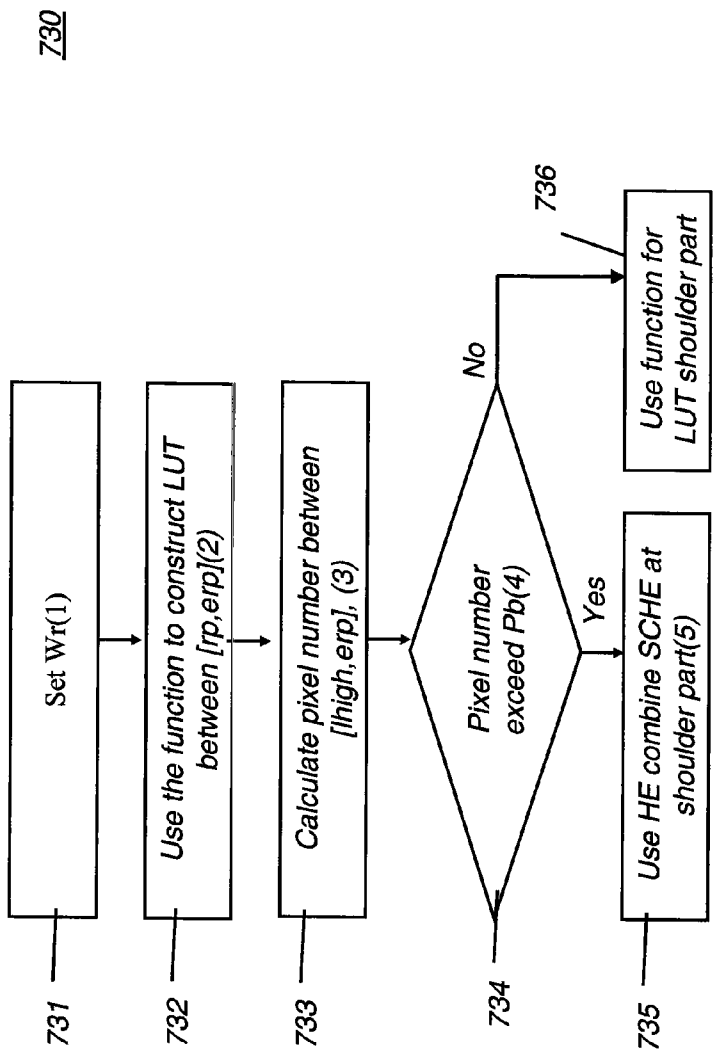 730
731
Set Wr(1)
732
Use the function to construct LUT
between [rp,erp](2)
733
Calculate pixel number between
[lhigh,erp], (3)
734
Pixel number
exceed Pb(4)
No
Yes
735
Use HE combine SCHE at
shoulder part(5)
736
Use function for
LUT shoulder part